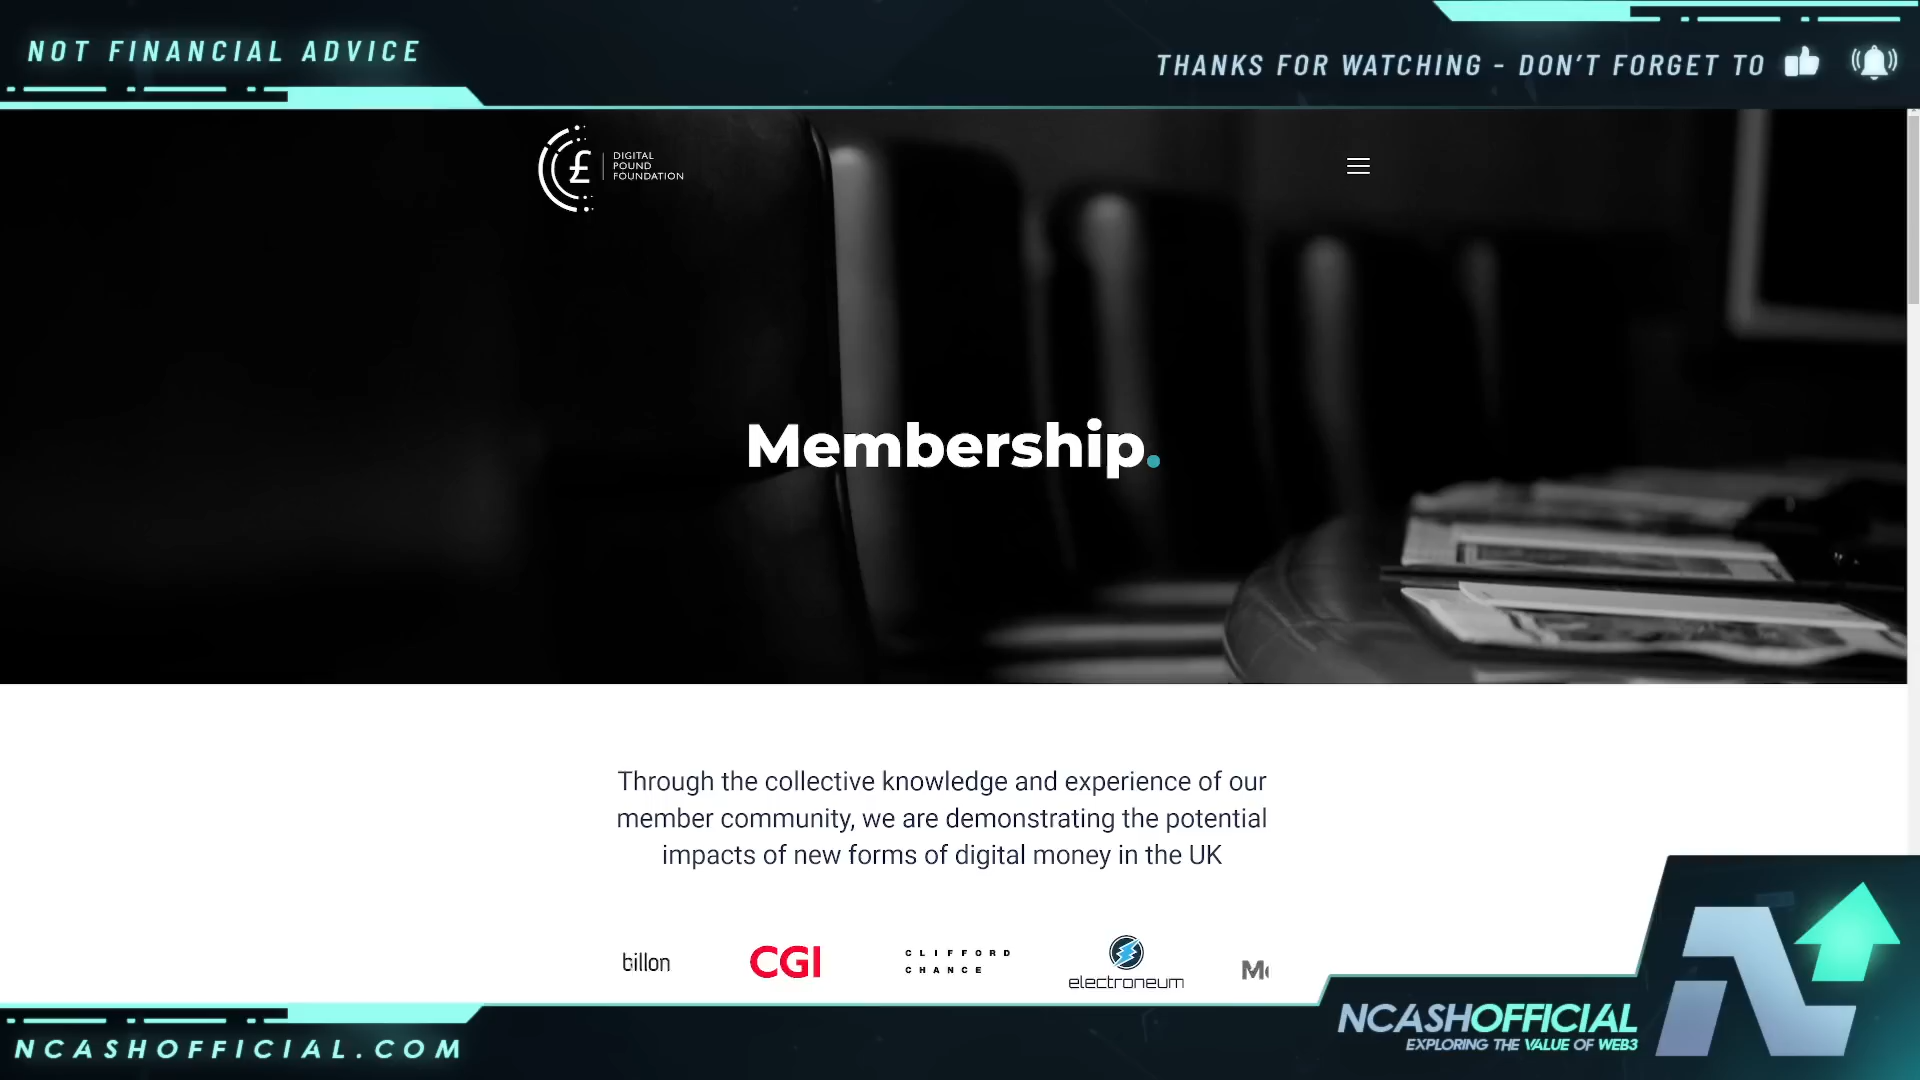 NOT FINANCIAL ADVICE
THANKS FOR WATCHING - DON'T FORGET TO
£
DIGITAL
POUND
FOUNDATION
Membership.
Through the collective knowledge and experience of our
member community, we are demonstrating the potential
impacts of new forms of digital money in the UK
billon
CGI
CLIFFORD
CHANCE
electroneum
NCASHOFFICIAL
EXPLORING THE VALUE OF WEB3
NCASHOFFICIAL.COM